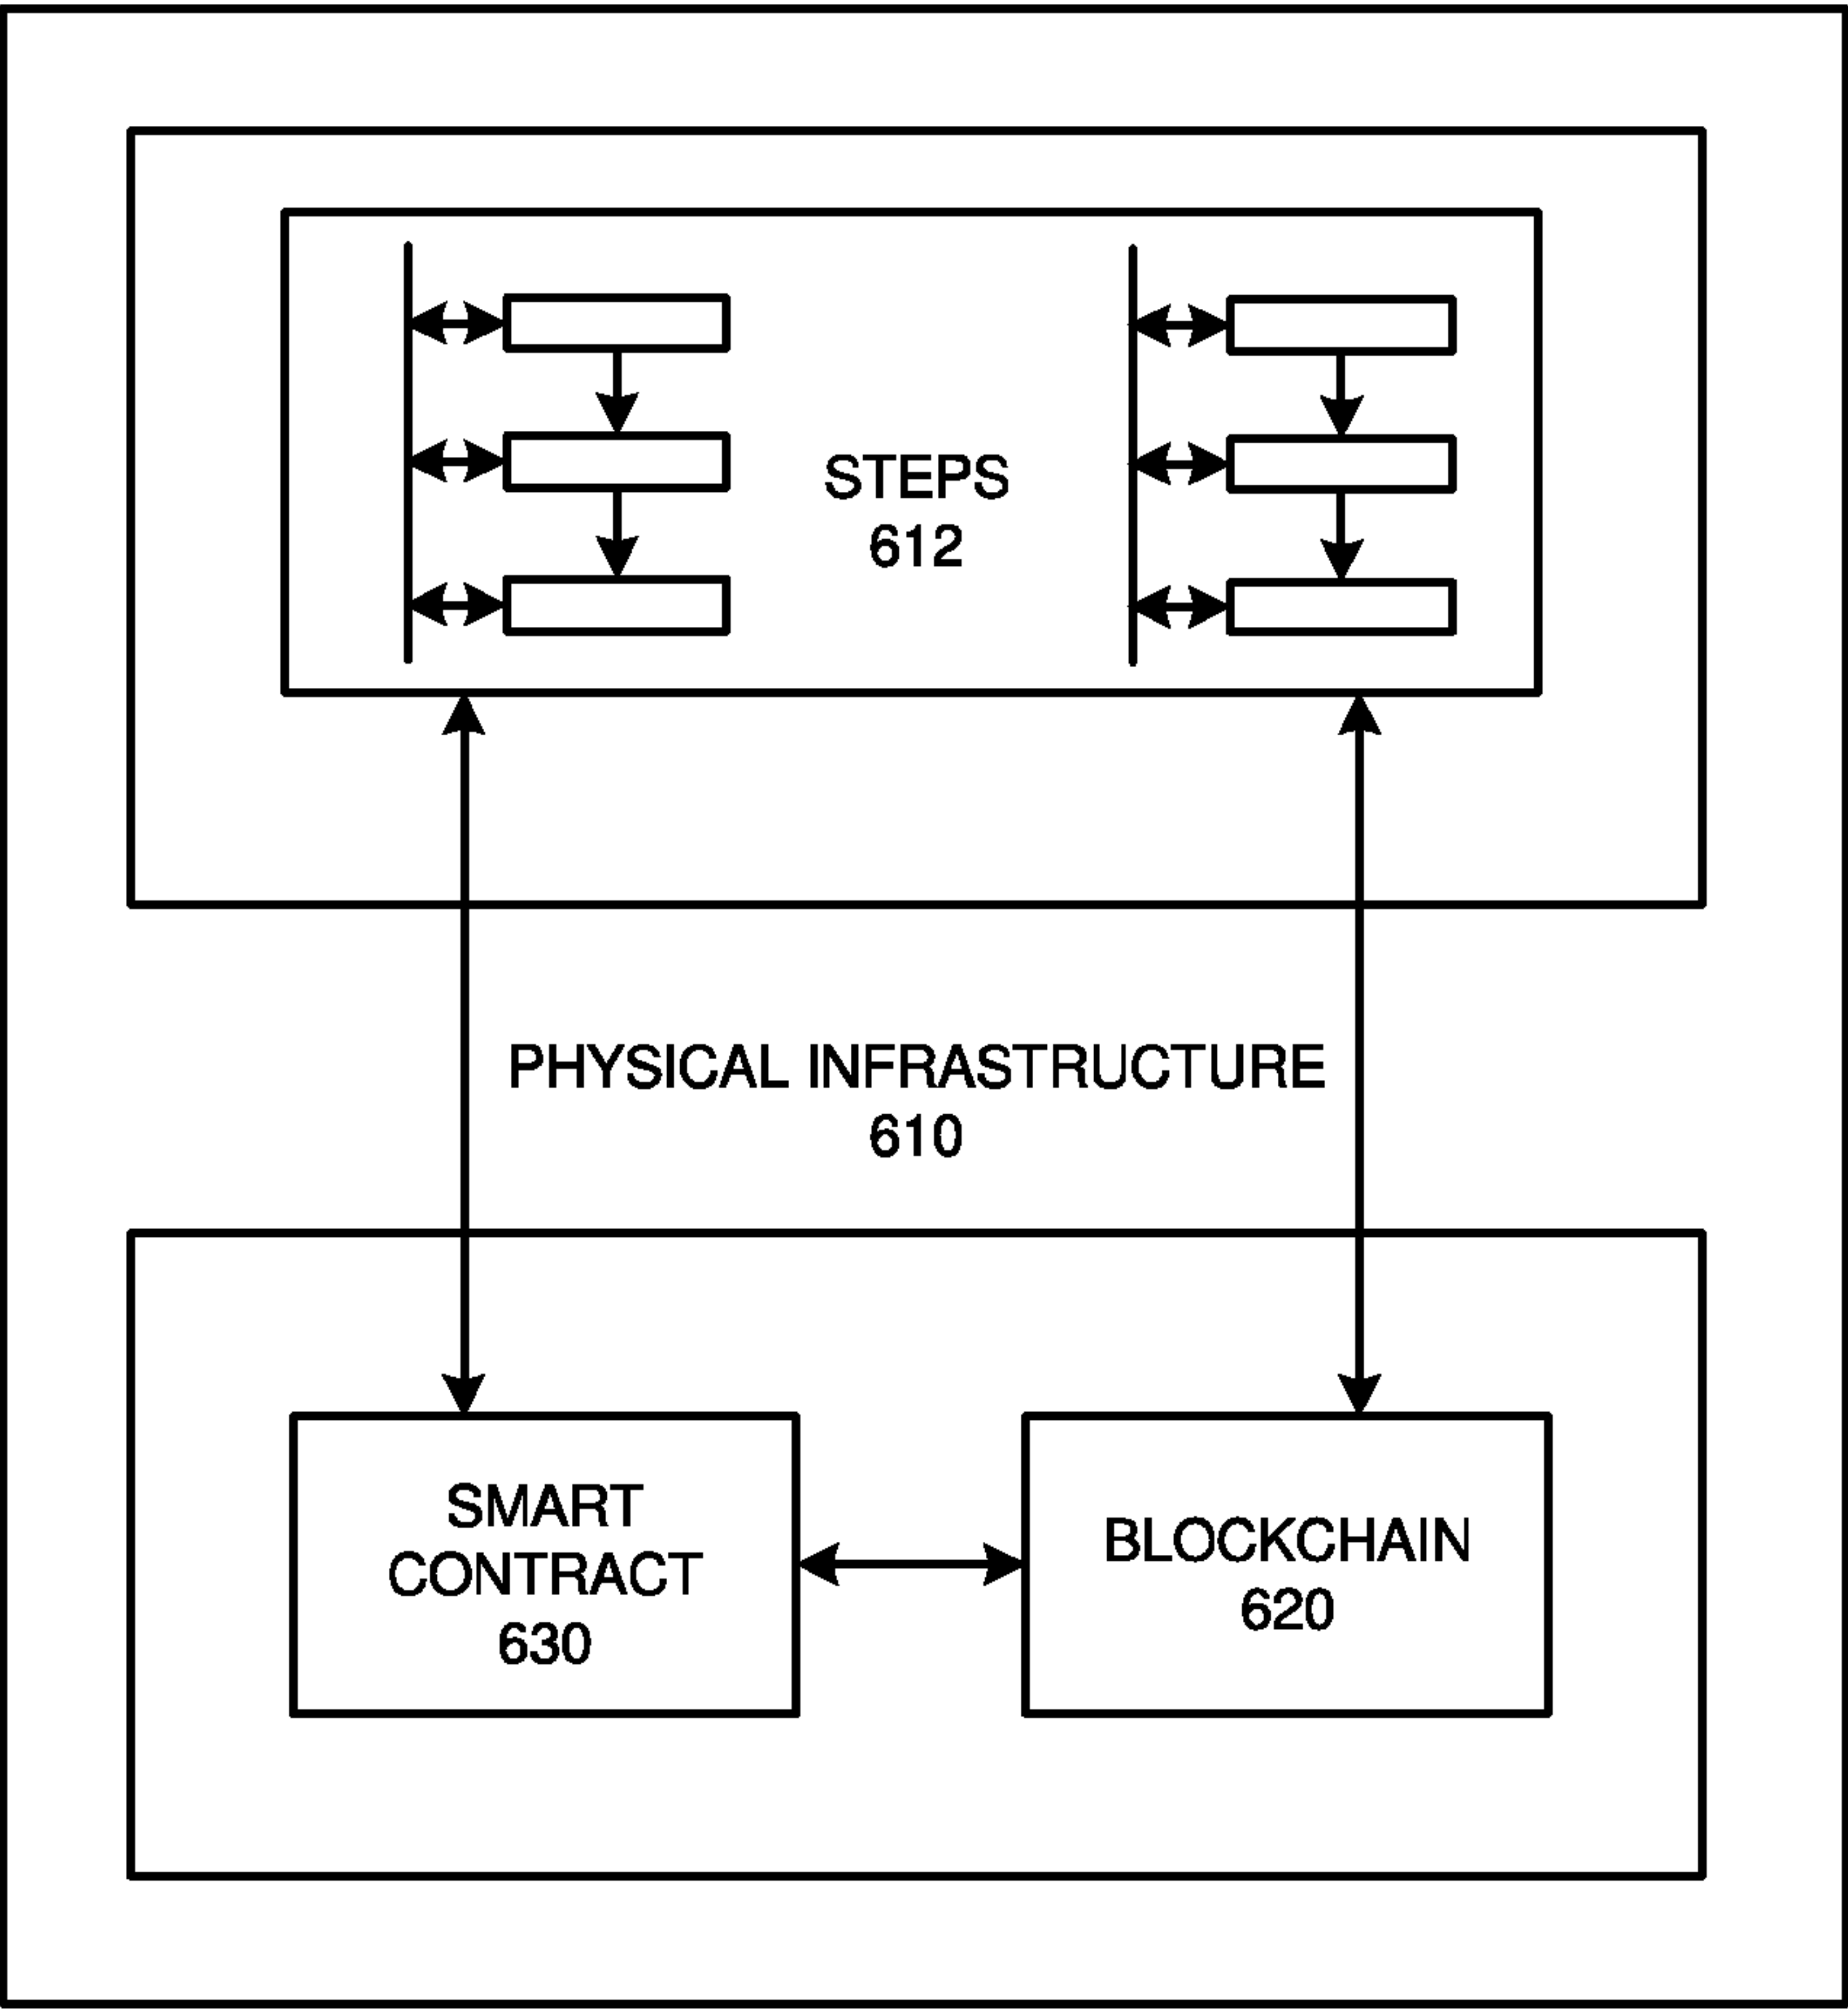 STEPS
612
PHYSICAL INFRASTRUCTURE
610
SMART
CONTRACT
630
BLOCKCHAIN
620